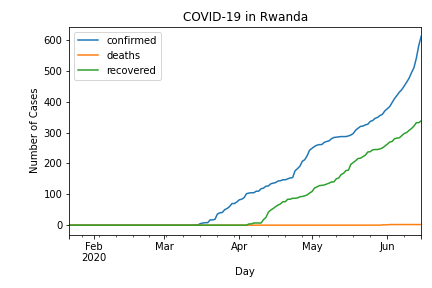 COVID-19 in Rwanda
confirmed
deaths
recovered
Number of Cases
600
500
400
300
200
100
0
Feb Mar Apr May Jun
2020
Day